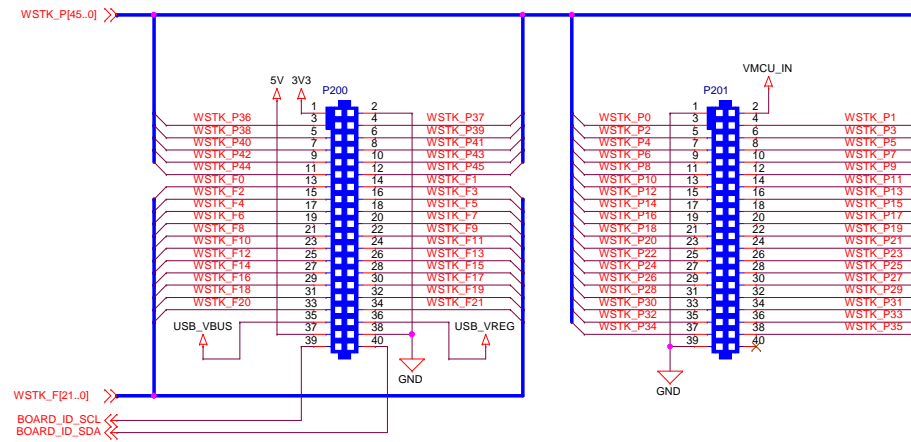 WSTK_P[45..0]
5V 3V3 P200
1 2
WSTK_P36 3 4 WSTK_P37
WSTK_P38 5 6 WSTK_P39
WSTK_P40 7 8 WSTK_P41
WSTK_P42 9 10 WSTK_P43
WSTK_P44 11 12 WSTK_P45
WSTK_F0 13 14 WSTK_F1
WSTK_F2 15 16 WSTK_F3
WSTK_F4 17 18 WSTK_F5
WSTK_F6 19 20 WSTK_F7
WSTK_F8 21 22 WSTK_F9
WSTK_F10 23 24 WSTK_F11
WSTK_F12 25 26 WSTK_F13
WSTK_F14 27 28 WSTK_F15
WSTK_F16 29 30 WSTK_F17
WSTK_F18 31 32 WSTK_F19
WSTK_F20 33 34 WSTK_F21
35 36
USB_VBUS 37 38 USB_VREG
39 40
GND
VMCU_IN
P201
1 2
WSTK_P0 3 4 WSTK_P1
WSTK_P2 5 6 WSTK_P3
WSTK_P4 7 8 WSTK_P5
WSTK_P6 9 10 WSTK_P7
WSTK_P8 11 12 WSTK_P9
WSTK_P10 13 14 WSTK_P11
WSTK_P12 15 16 WSTK_P13
WSTK_P14 17 18 WSTK_P15
WSTK_P16 19 20 WSTK_P17
WSTK_P18 21 22 WSTK_P19
WSTK_P20 23 24 WSTK_P21
WSTK_P22 25 26 WSTK_P23
WSTK_P24 27 28 WSTK_P25
WSTK_P26 29 30 WSTK_P27
WSTK_P28 31 32 WSTK_P29
WSTK_P30 33 34 WSTK_P31
WSTK_P32 35 36 WSTK_P33
WSTK_P34 37 38 WSTK_P35
39 40
GND
WSTK_F[21..0]
BOARD_ID_SCL
BOARD_ID_SDA